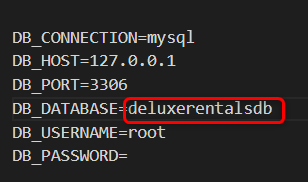 DB_CONNECTION=mysql
DB_HOST=127.0.0.1
DB_PORT=3306
DB_DATABASE=deluxerentalsdb
DB_USERNAME=root
DB_PASSWORD=